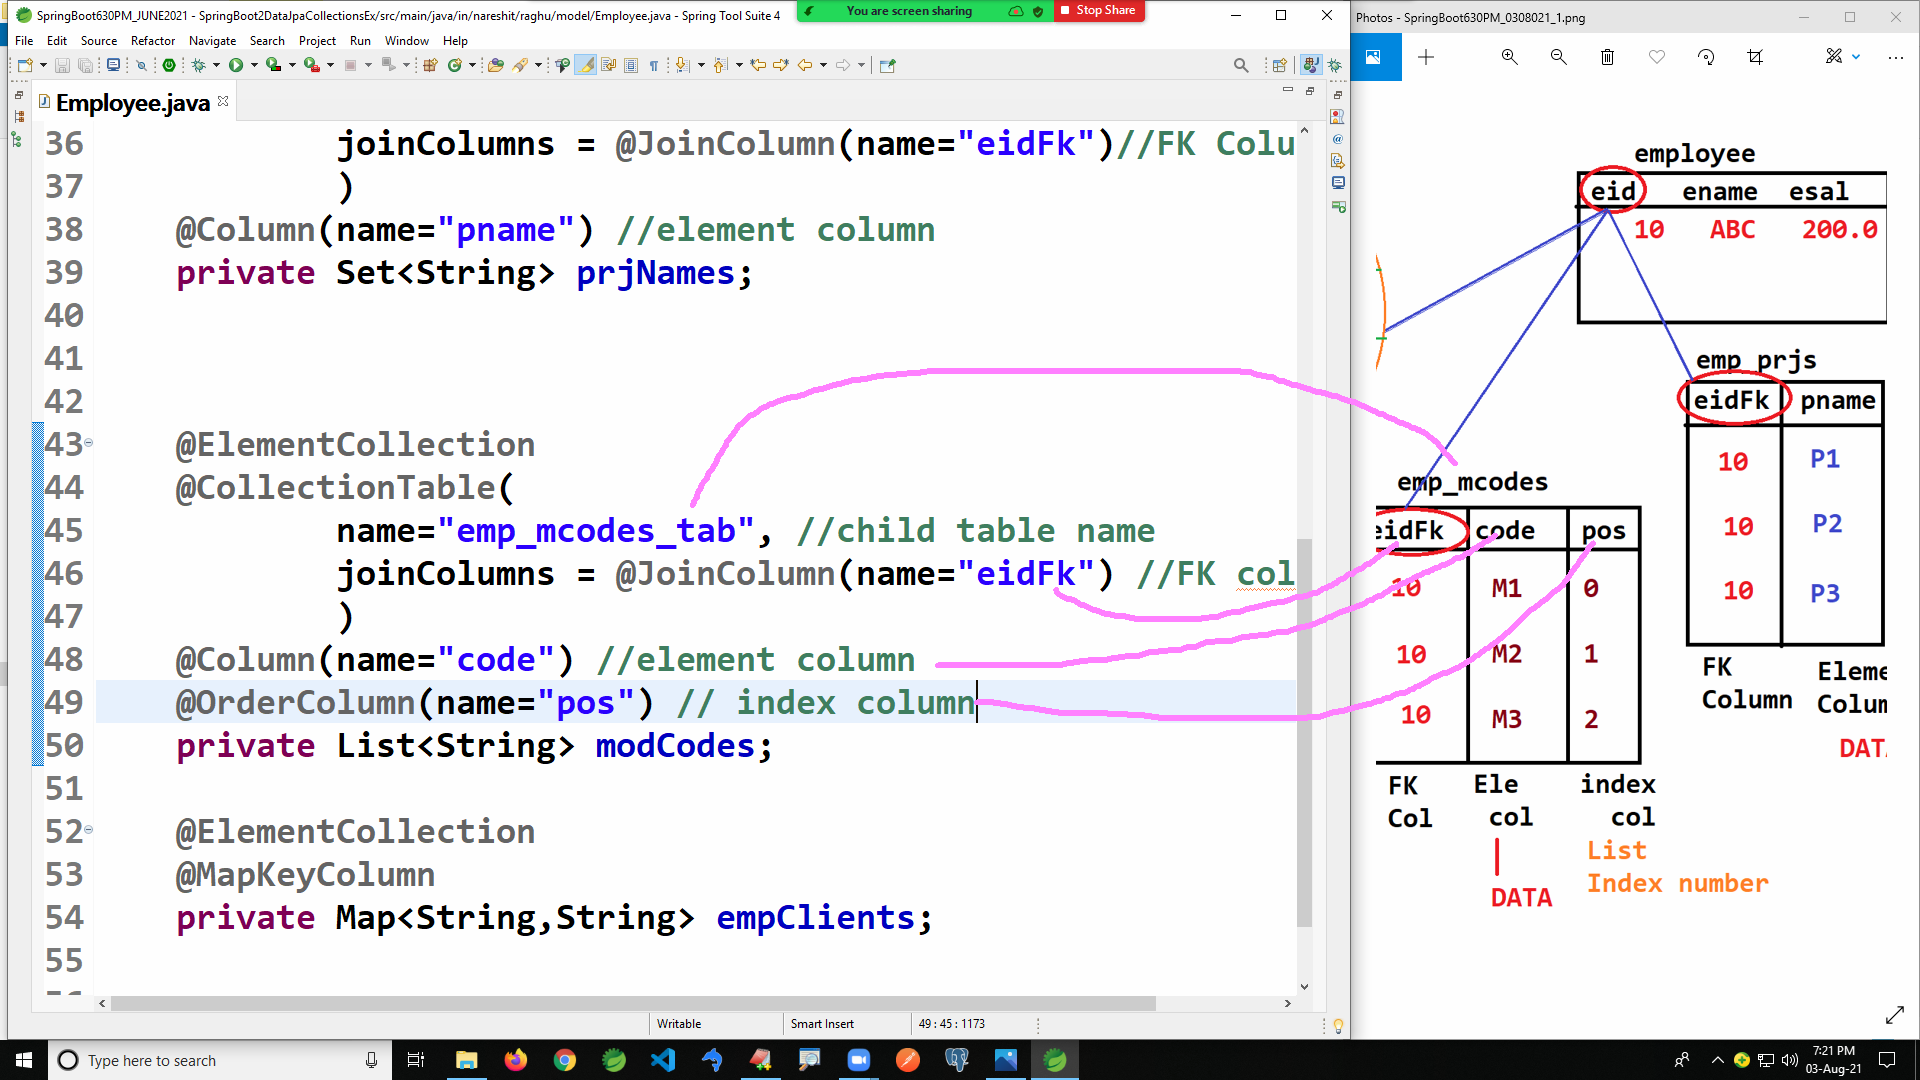 SpringBoot630PM_JUNE2021 - SpringBoot2DataJpaCollectionsEx/src/main/java/in/nareshit/raghu/model/Employee.java - Spring Tool Suite 4
You are screen sharing
Stop Share
Photos - SpringBoot630PM_0308021_1.png
File Edit Source Refactor Navigate Search Project Run Window Help
Employee.java
36 joinColumns = @JoinColumn(name="eidFk")//FK Colu
37 )
38 @Column(name="pname") //element column
39 private Set<String> prjNames;
40
41
42
43 @ElementCollection
44 @CollectionTable(
45 name="emp_mcodes_tab", //child table name
46 joinColumns = @JoinColumn(name="eidFk") //FK col
47 )
48 @Column(name="code") //element column
49 @OrderColumn(name="pos") // index column
50 private List<String> modCodes;
51
52 @ElementCollection
53 @MapKeyColumn
54 private Map<String,String> empClients;
55
employee
eid ename esal
10 ABC 200.0
emp_prjs
eidFk pname
10 P1
10 P2
10 P3
FK Column
Eleme Colum
DATA
emp_mcodes
eidFk code pos
10 M1 0
10 M2 1
10 M3 2
FK Col
Ele col
index col
DATA
List
Index number
Writable
Smart Insert
49 : 45 : 1173
Type here to search
7:21 PM
03-Aug-21